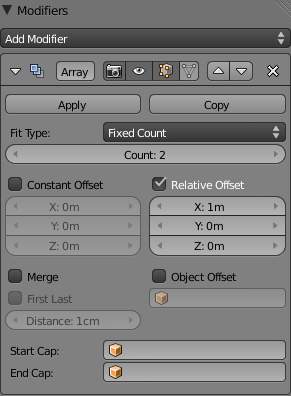 Modifiers
Add Modifier
Array
Apply Copy
Fit Type: Fixed Count
Count: 2
Constant Offset Relative Offset
X: 0m X: 1m
Y: 0m Y: 0m
Z: 0m Z: 0m
Merge Object Offset
First Last
Distance: 1cm
Start Cap:
End Cap: